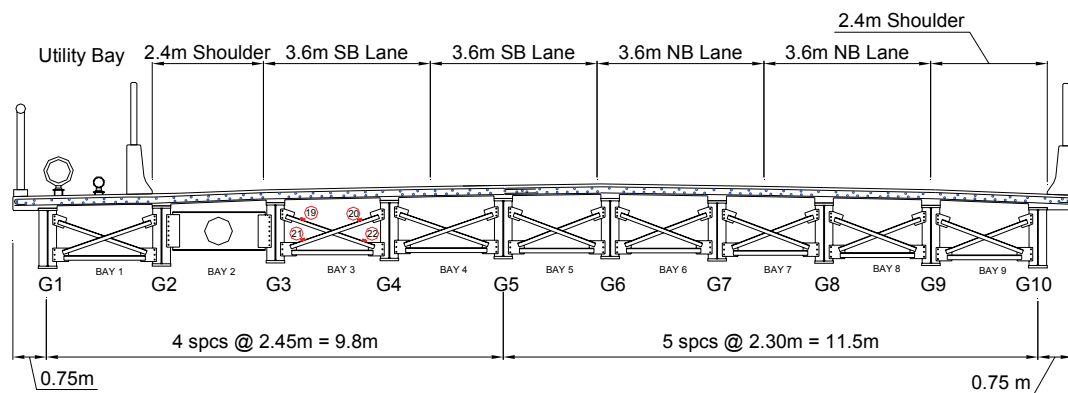 2.4m Shoulder
Utility Bay 2.4m Shoulder 3.6m SB Lane 3.6m SB Lane 3.6m NB Lane 3.6m NB Lane
19 20
21 22
BAY 1 BAY 2 BAY 3 BAY 4 BAY 5 BAY 6 BAY 7 BAY 8 BAY 9
G1 G2 G3 G4 G5 G6 G7 G8 G9 G10
4 spcs @ 2.45m = 9.8m 5 spcs @ 2.30m = 11.5m
0.75m 0.75 m